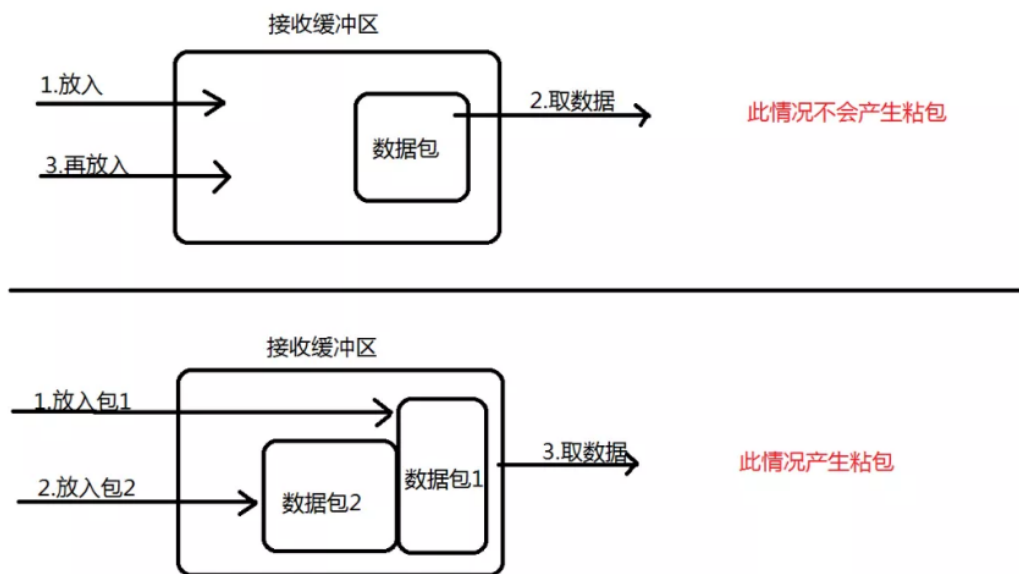 接收缓冲区
1.放入
2.取数据
此情况不会产生粘包
数据包
3.再放入
接收缓冲区
1.放入包1
3.取数据
此情况产生粘包
数据包1
2.放入包2
数据包2